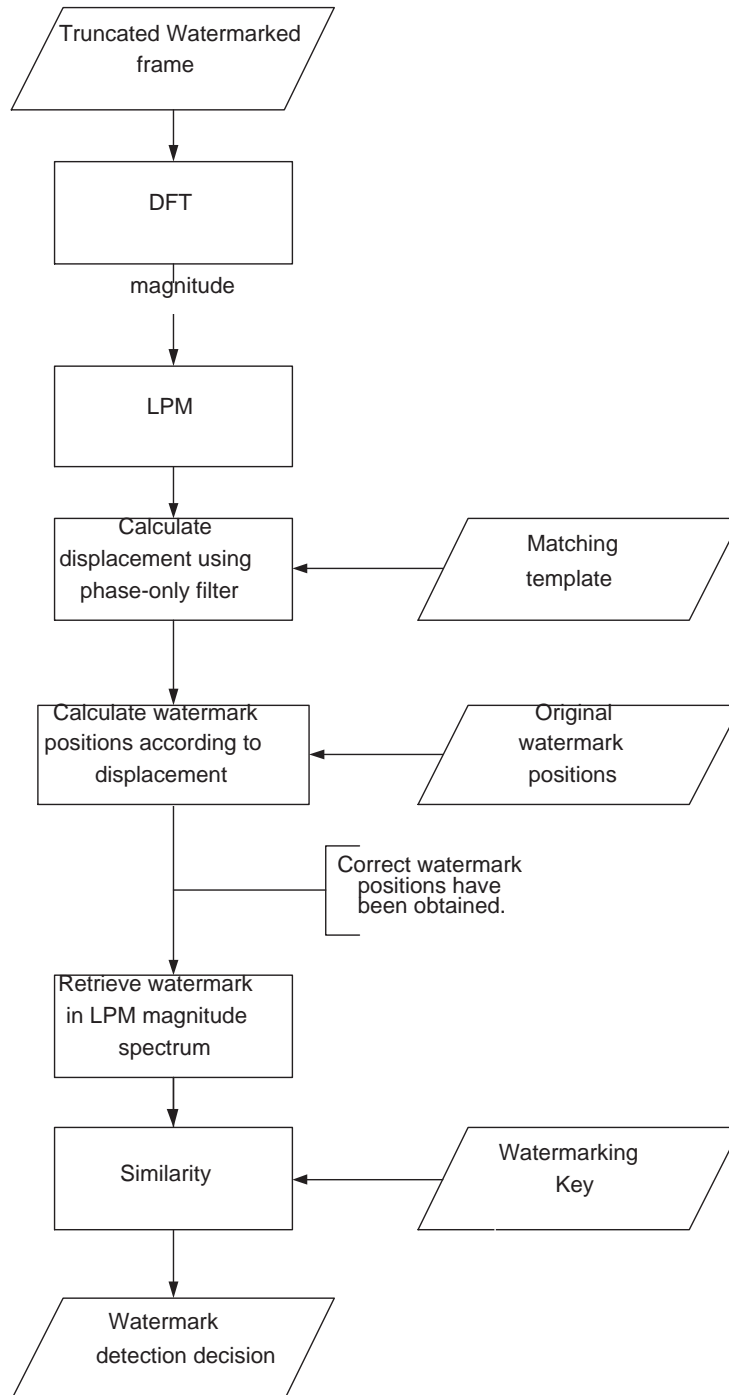 Truncated Watermarked
frame
DFT
magnitude
LPM
Calculate
displacement using
phase-only filter
Matching
template
Calculate watermark
positions according to
displacement
Original
watermark
positions
Correct watermark
positions have
been obtained.
Retrieve watermark
in LPM magnitude
spectrum
Similarity
Watermarking
Key
Watermark
detection decision